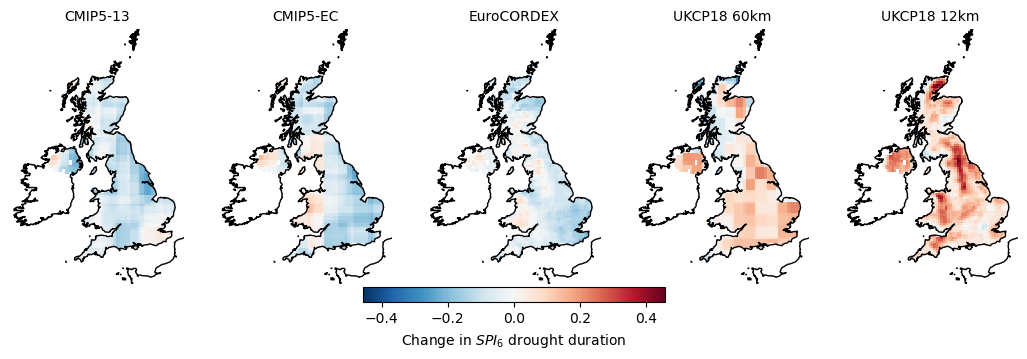 CMIP5-13 CMIP5-EC EuroCORDEX UKCP18 60km UKCP18 12km
−0.4 −0.2 0.0 0.2 0.4
Change in SPI₆ drought duration